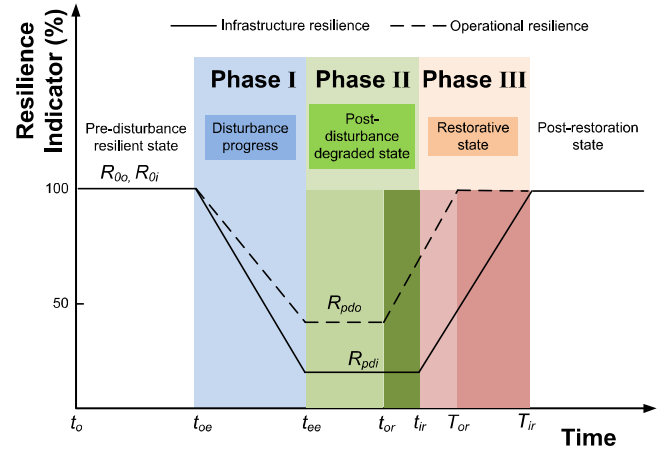 Infrastructure resilience
Operational resilience
Resilience
Indicator (%)
Phase I
Phase II
Phase III
Pre-disturbance
resilient state
Disturbance
progress
Post-
disturbance
degraded state
Restorative
state
Post-restoration
state
100
R0o, R0i
50
Rpdo
Rpdi
to
toe
tee
tor
tir
Tor
Tir
Time